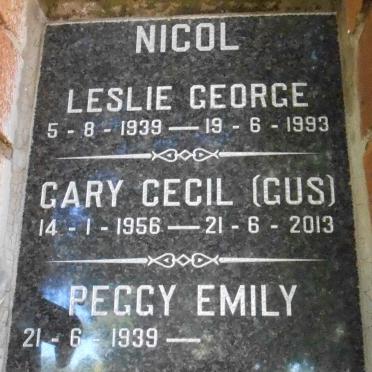 NICOL
LESLIE GEORGE
5 - 8 - 1939 — 19 - 6 - 1993
GARY CECIL (GUS)
14 - 1 - 1956 — 21 - 6 - 2013
PEGGY EMILY
21 - 6 - 1939 —